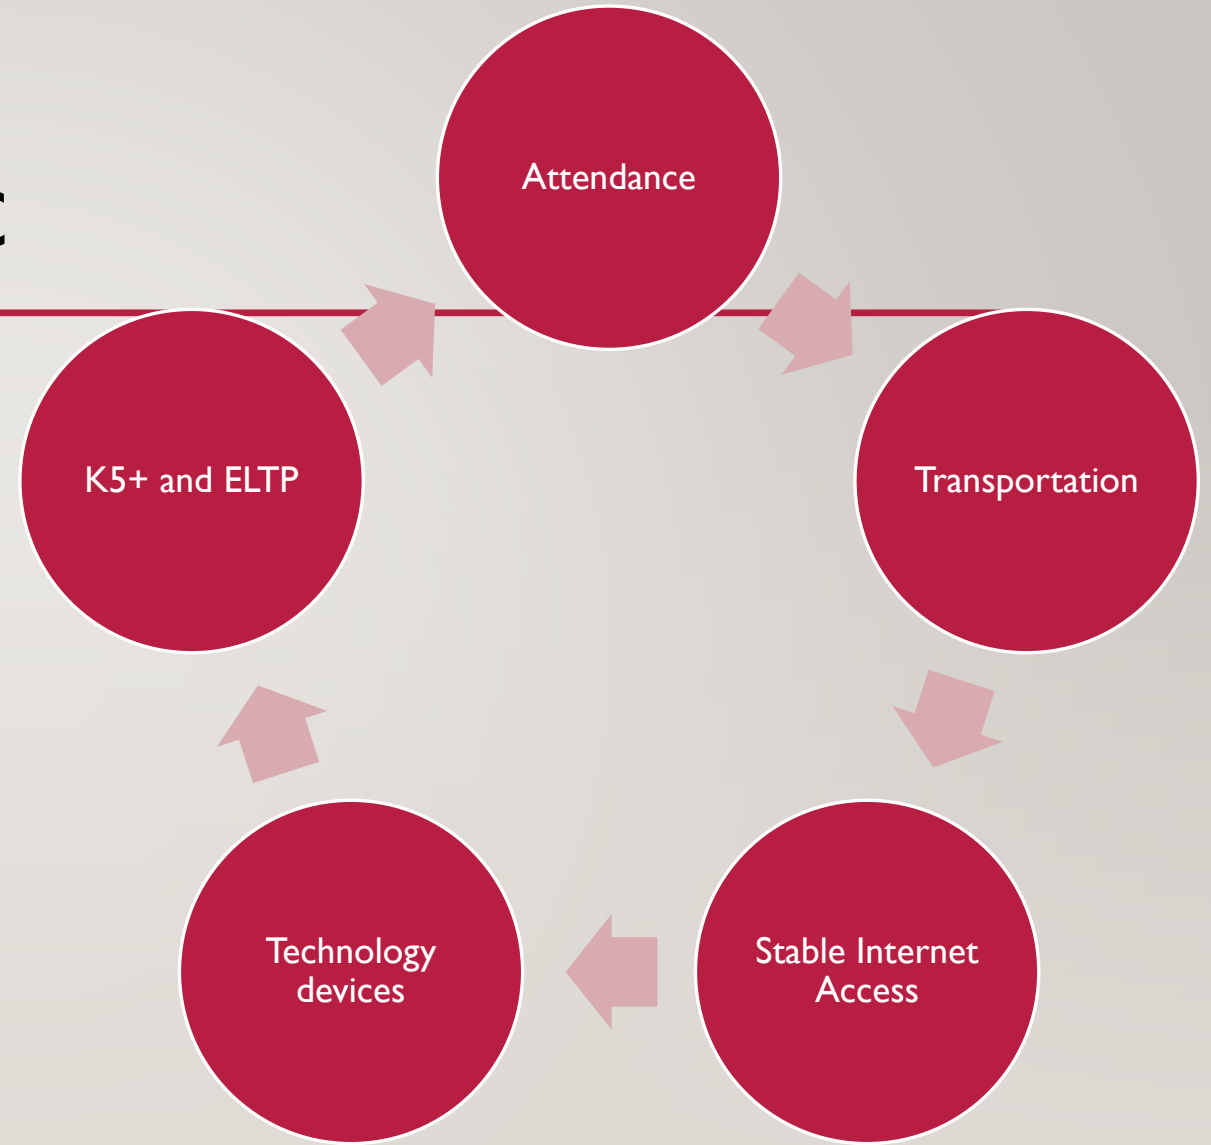 Attendance
Transportation
Stable Internet
Access
Technology
devices
K5+ and ELTP